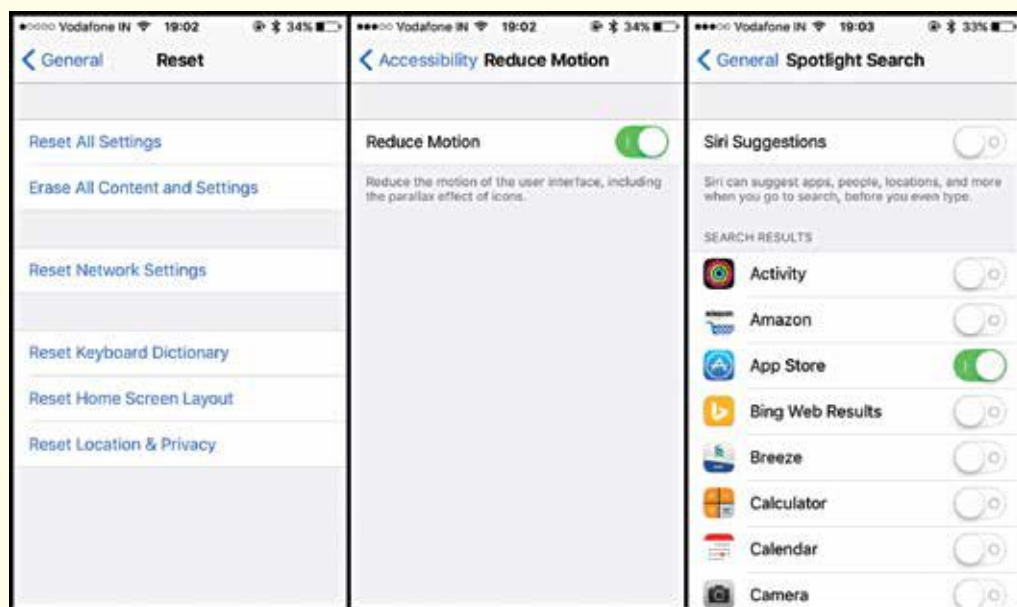 Vodafone IN 19:02 34%
General Reset
Reset All Settings
Erase All Content and Settings
Reset Network Settings
Reset Keyboard Dictionary
Reset Home Screen Layout
Reset Location & Privacy
Vodafone IN 19:02 34%
Accessibility Reduce Motion
Reduce Motion
Reduce the motion of the user interface, including
the parallax effect of icons.
Vodafone IN 19:03 33%
General Spotlight Search
Siri Suggestions
Siri can suggest apps, people, locations, and more
when you go to search, before you even type.
SEARCH RESULTS
Activity
Amazon
App Store
Bing Web Results
Breeze
Calculator
Calendar
Camera